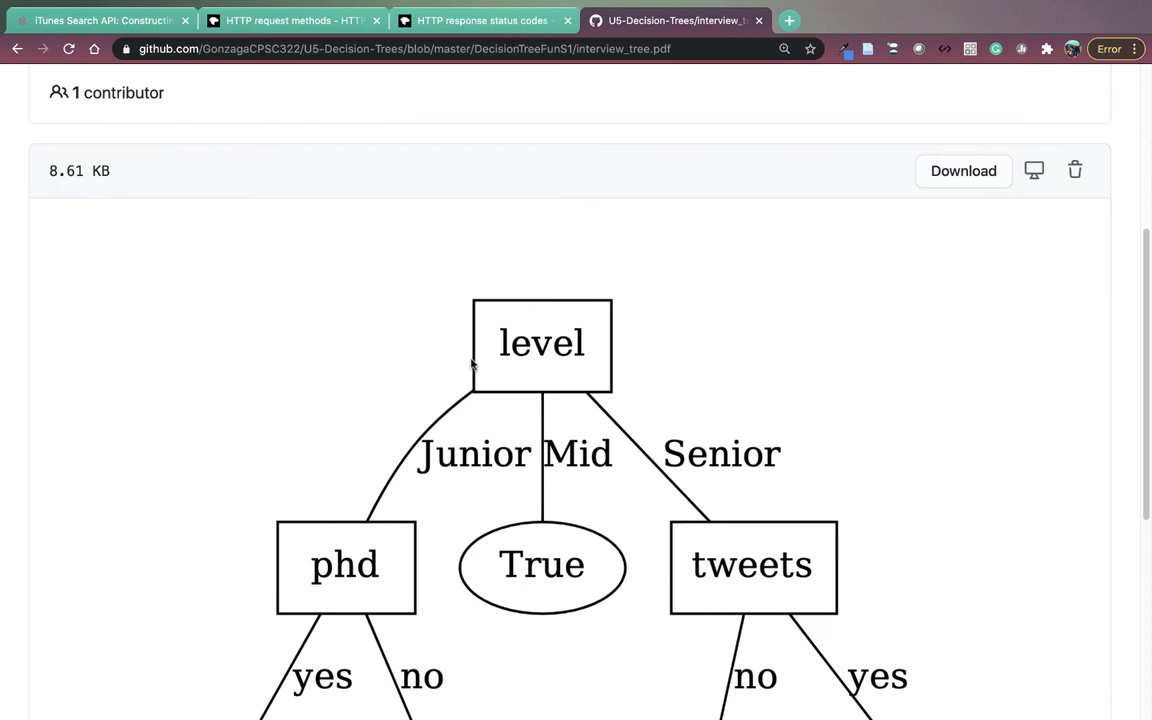 iTunes Search API: Constructin
HTTP request methods - HTTP
HTTP response status codes -
U5-Decision-Trees/interview_t
github.com/GonzagaCPSC322/U5-Decision-Trees/blob/master/DecisionTreeFunS1/interview_tree.pdf
Error
1 contributor
8.61 KB
Download
level
Junior Mid Senior
phd True tweets
yes no no yes